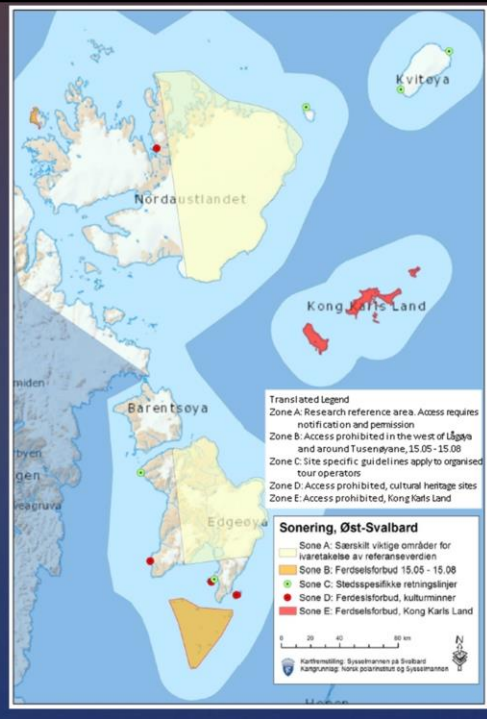 Kvitøya
Nordaustlandet
Kong Karls Land
miden
Barentsøya
byen
gen
veagruva
Edgeøya
Translated Legend
Zone A: Research reference area. Access requires
notification and permission
Zone B: Access prohibited in the west of Lågøya
and around Tusenøyane, 15.05-15.08
Zone C: Site specific guidelines apply to organised
tour operators
Zone D: Access prohibited, cultural heritage sites
Zone E: Access prohibited, Kong Karls Land
Sonering, Øst-Svalbard
Sone A: Særskilt viktige områder for
ivaretakelse av referanseverdien
Sone B: Ferdselsforbud 15.05 - 15.08
Sone C: Stedsspesifikke retningslinjer
Sone D: Ferdselsforbud, kulturminner
Sone E: Ferdselsforbud, Kong Karls Land
0 20 40 80 km
N
Kartfremstilling: Sysselmannen på Svalbard
Kartgrunnlag: Norsk polarinstitutt og Sysselmannen
Hopen